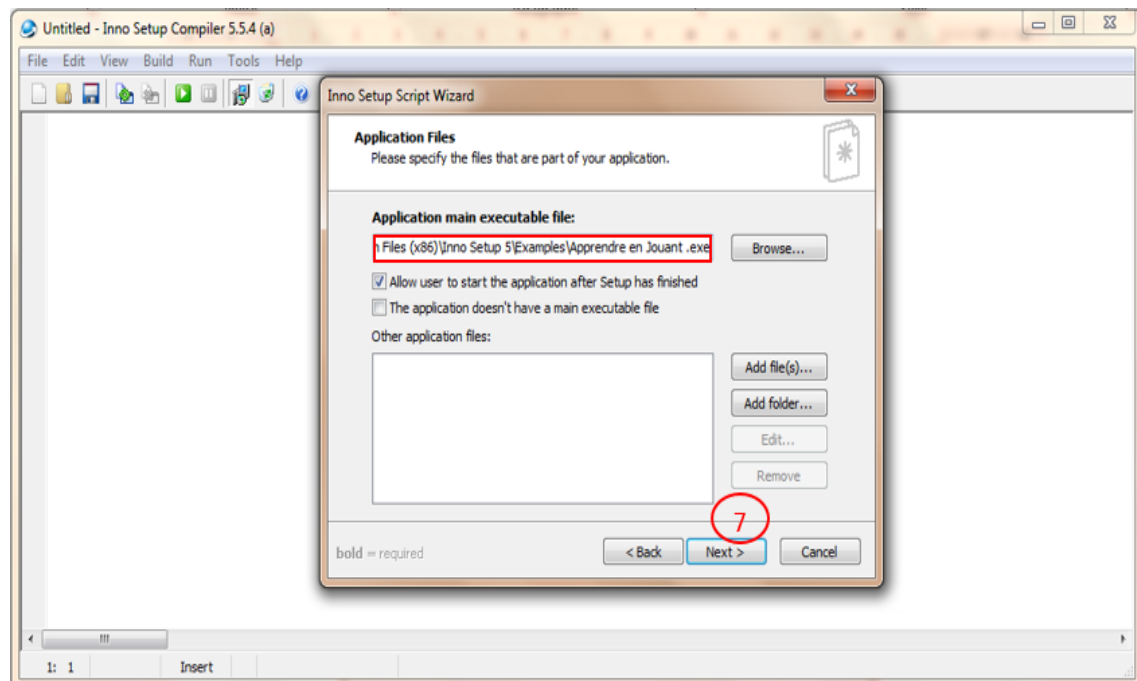 Untitled - Inno Setup Compiler 5.5.4 (a)
File Edit View Build Run Tools Help
Inno Setup Script Wizard
Application Files
Please specify the files that are part of your application.
Application main executable file:
Files (x86)\Inno Setup 5\Examples\Apprendre en Jouant .exe
Browse...
Allow user to start the application after Setup has finished
The application doesn't have a main executable file
Other application files:
Add file(s)...
Add folder...
Edit...
Remove
7
bold = required
< Back Next > Cancel
1: 1 Insert